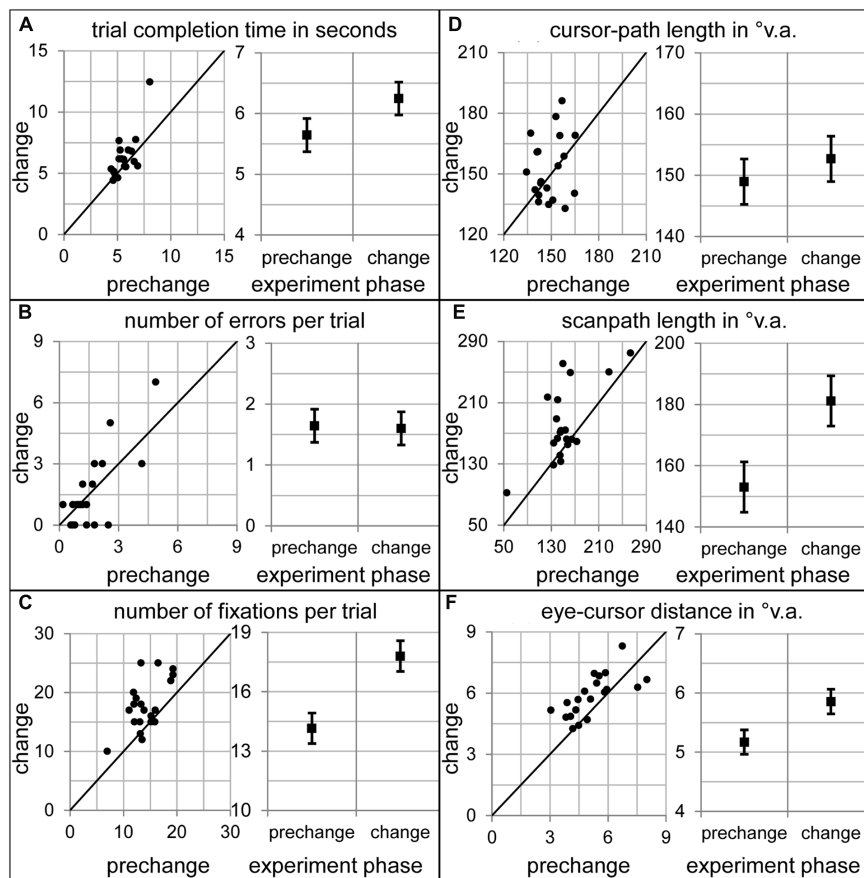 A trial completion time in seconds
15
10
5
0
change
0 5 10 15
prechange
7
6
5
4
prechange change
experiment phase
B number of errors per trial
9
6
3
0
change
0 3 6 9
prechange
3
2
1
0
prechange change
experiment phase
C number of fixations per trial
30
20
10
0
change
0 10 20 30
prechange
19
16
13
10
prechange change
experiment phase
D cursor-path length in °v.a.
210
180
150
120
change
120 150 180 210
prechange
170
160
150
140
prechange change
experiment phase
E scanpath length in °v.a.
290
210
130
50
change
50 130 210 290
prechange
200
180
160
140
prechange change
experiment phase
F eye-cursor distance in °v.a.
9
6
3
0
change
0 3 6 9
prechange
7
6
5
4
prechange change
experiment phase